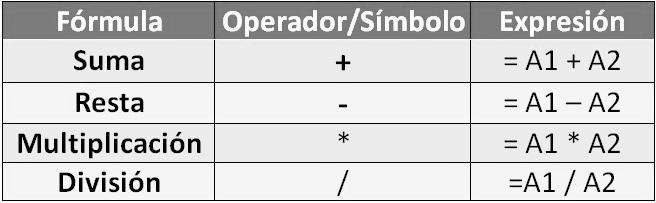 Fórmula Operador/Símbolo Expresión
Suma + = A1 + A2
Resta - = A1 – A2
Multiplicación * = A1 * A2
División / =A1 / A2